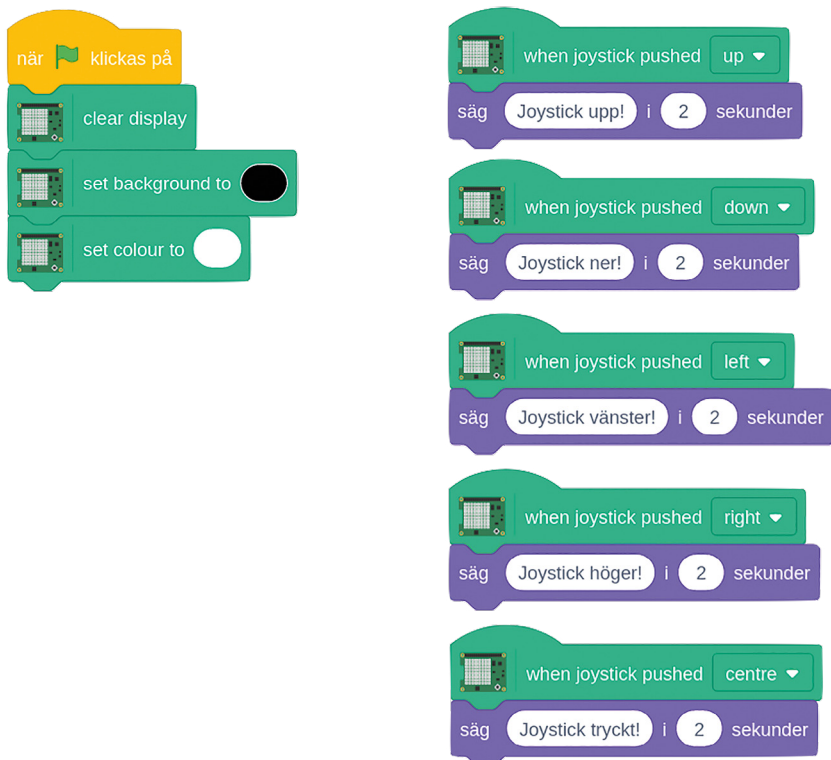 när klickas på
clear display
set background to
set colour to
when joystick pushed up
säg Joystick upp! i 2 sekunder
when joystick pushed down
säg Joystick ner! i 2 sekunder
when joystick pushed left
säg Joystick vänster! i 2 sekunder
when joystick pushed right
säg Joystick höger! i 2 sekunder
when joystick pushed centre
säg Joystick tryckt! i 2 sekunder